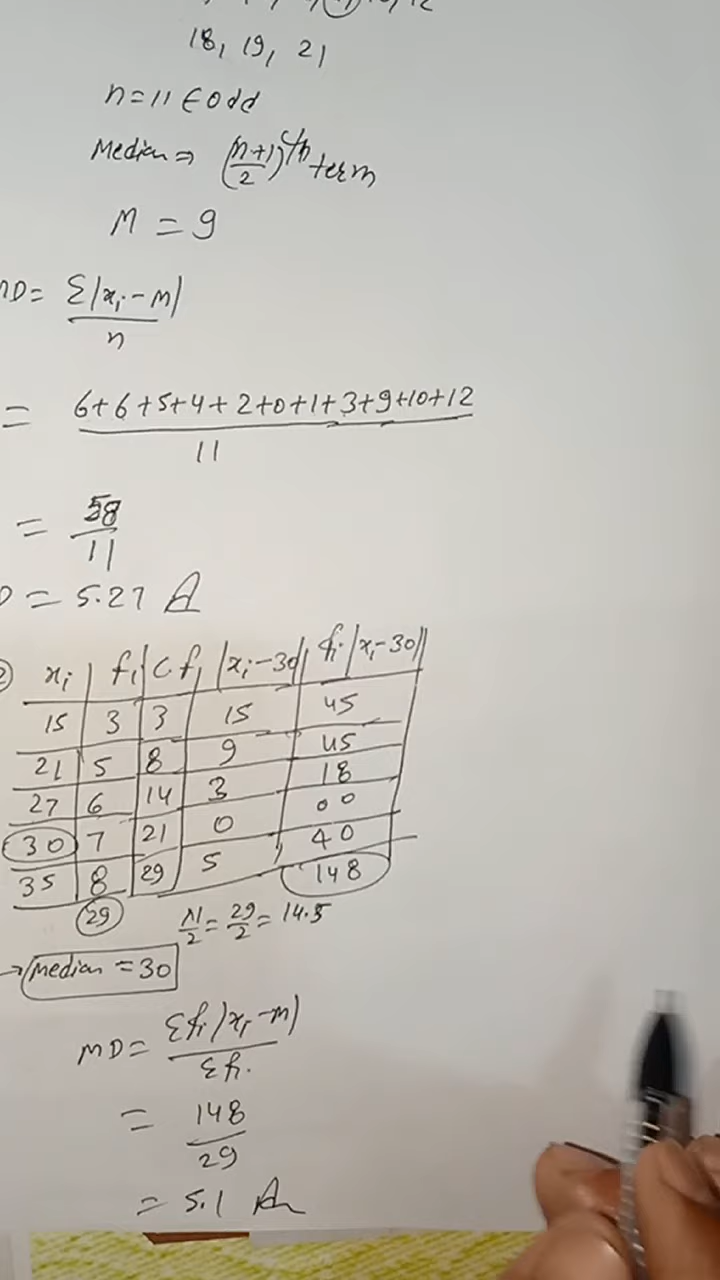 18, 19, 21
n = 11 ∈ odd
Median ⇒ (n+1/2)th term
M = 9
MD = Σ|xi - M| / n
= 6+6+5+4+2+0+1+3+9+10+12 / 11
= 58/11
= 5.27 A
xi | fi | Cf | |xi-30| | fi|xi-30|
15 | 3 | 3 | 15 | 45
21 | 5 | 8 | 9 | 45
27 | 6 | 14 | 3 | 18
30 | 7 | 21 | 0 | 00
35 | 8 | 29 | 5 | 40
29 148
N/2 = 29/2 = 14.5
→ Median = 30
MD = Σfi|xi-M| / Σfi
= 148/29
= 5.1 An